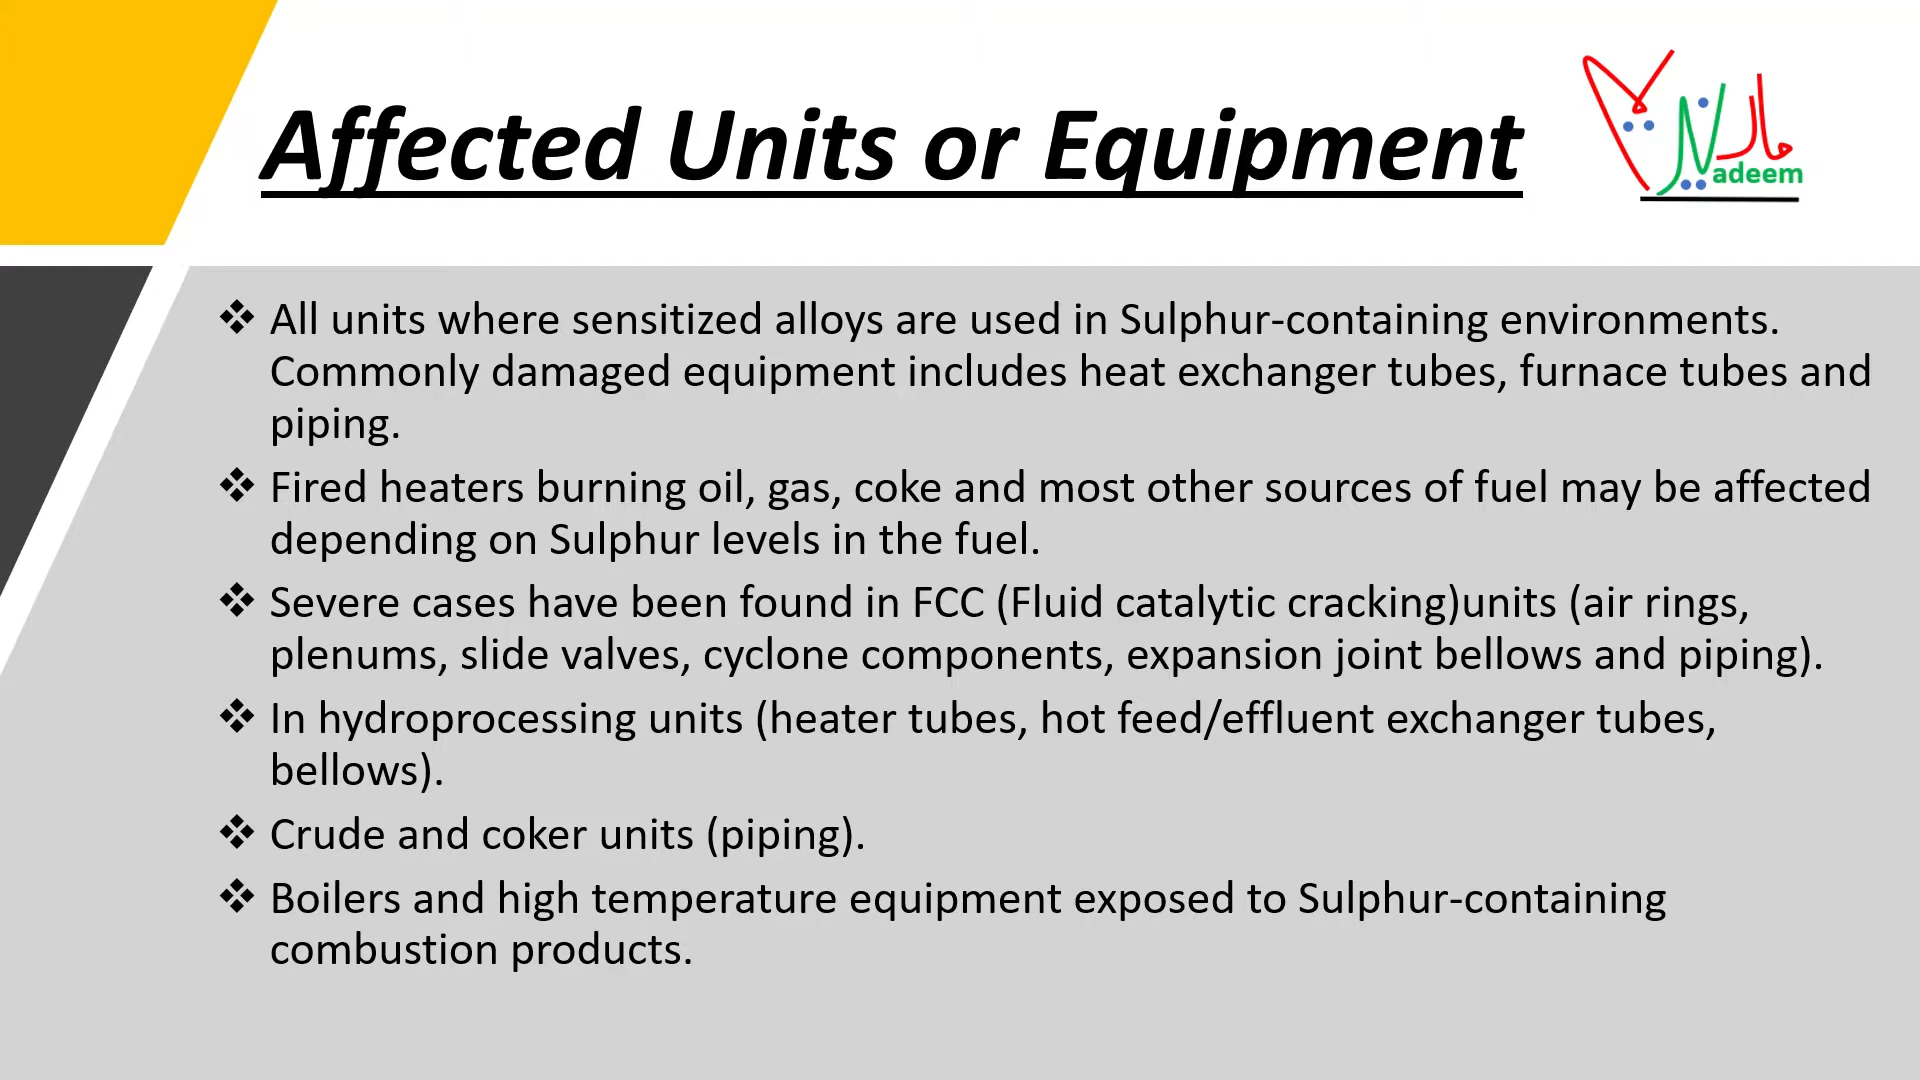 Affected Units or Equipment
adeem
❖ All units where sensitized alloys are used in Sulphur-containing environments.
Commonly damaged equipment includes heat exchanger tubes, furnace tubes and
piping.
❖ Fired heaters burning oil, gas, coke and most other sources of fuel may be affected
depending on Sulphur levels in the fuel.
❖ Severe cases have been found in FCC (Fluid catalytic cracking)units (air rings,
plenums, slide valves, cyclone components, expansion joint bellows and piping).
❖ In hydroprocessing units (heater tubes, hot feed/effluent exchanger tubes,
bellows).
❖ Crude and coker units (piping).
❖ Boilers and high temperature equipment exposed to Sulphur-containing
combustion products.